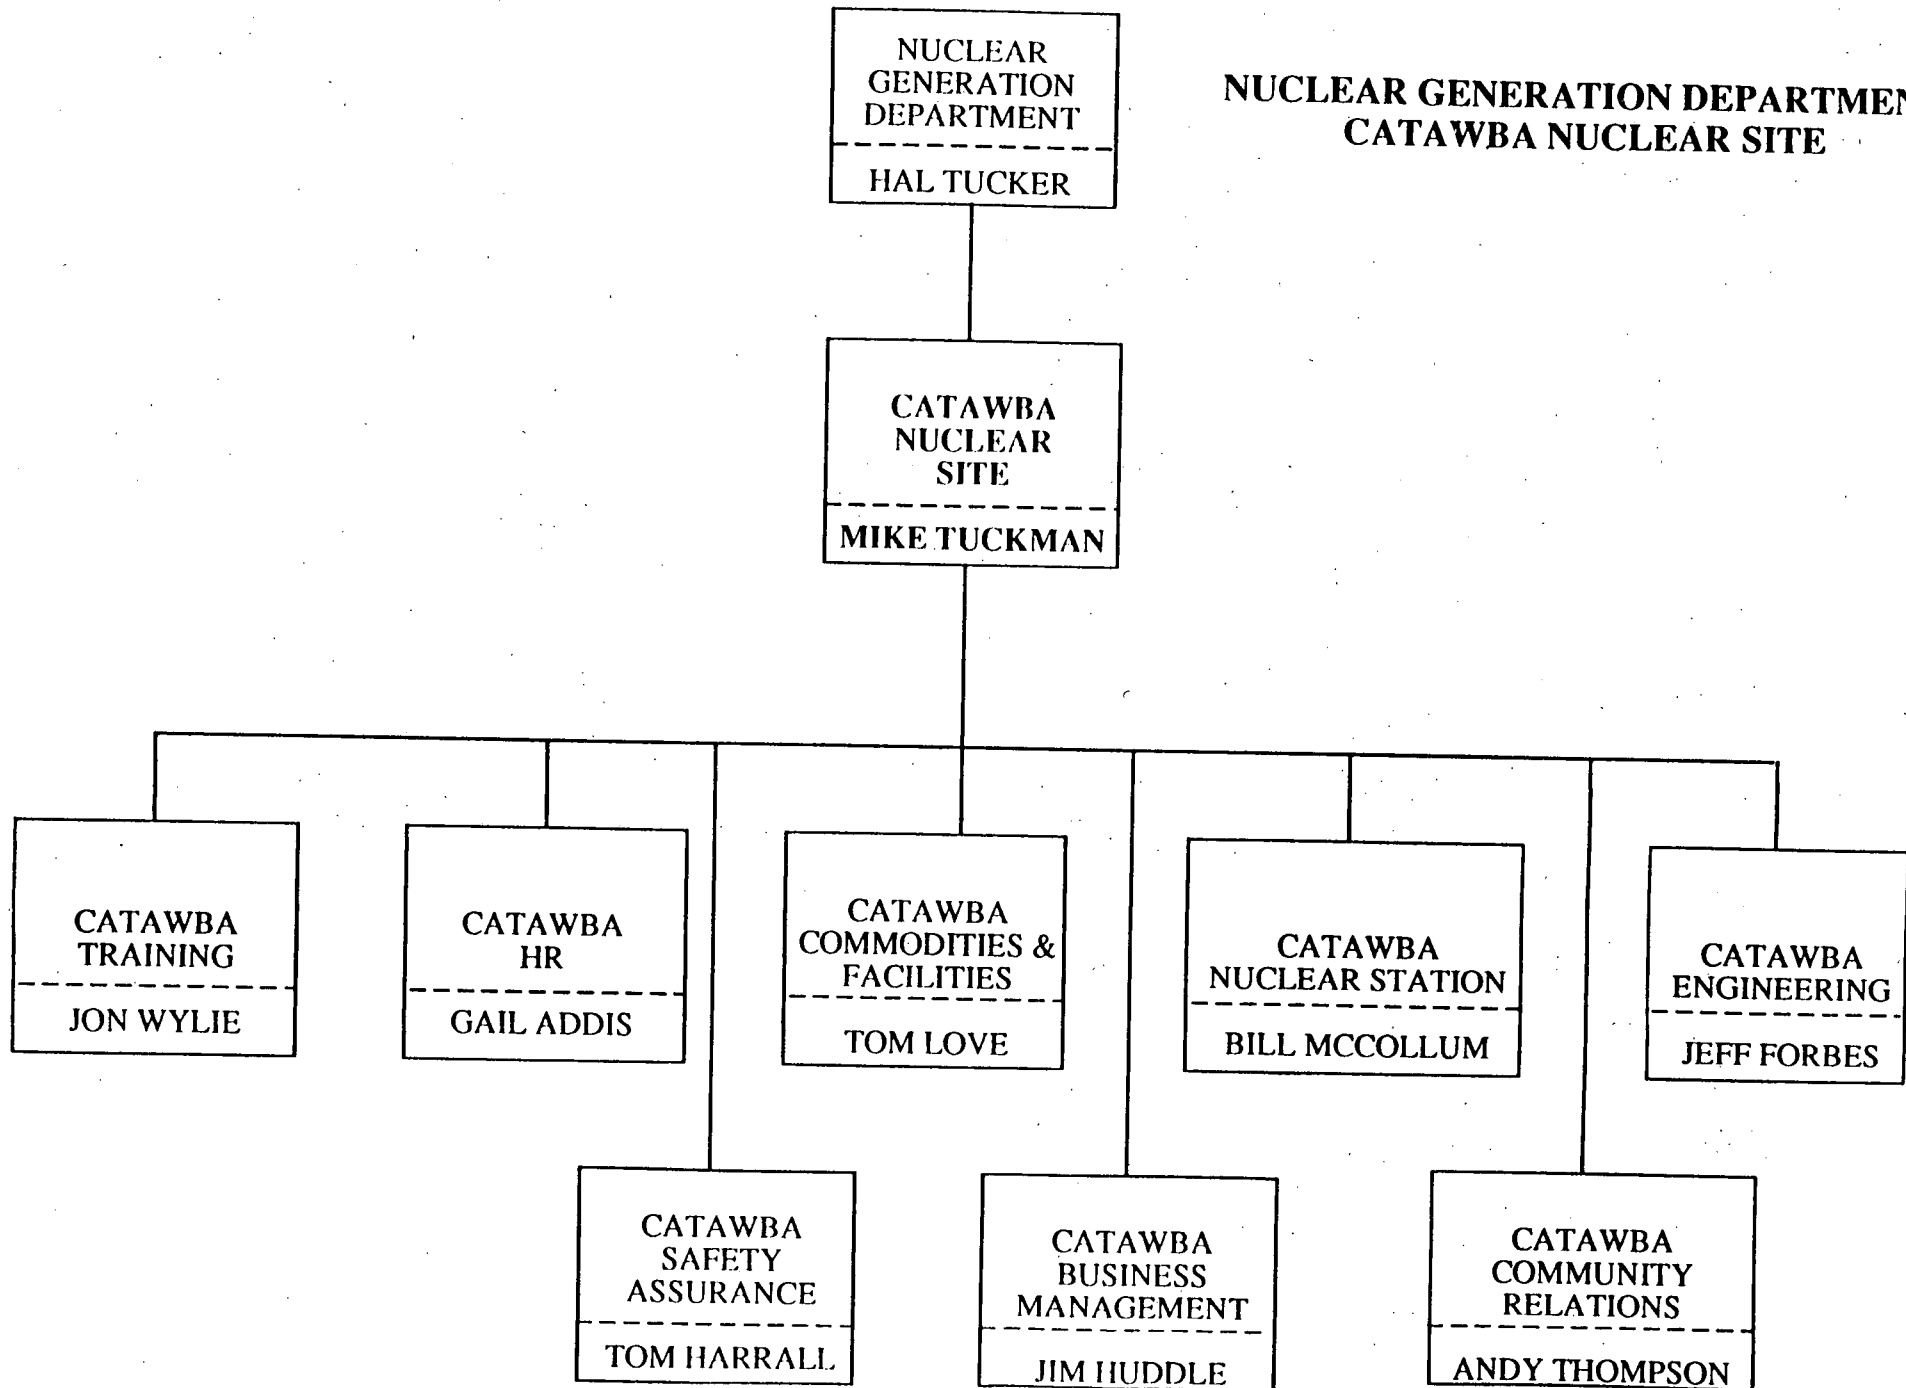 NUCLEAR
GENERATION
DEPARTMENT
HAL TUCKER
NUCLEAR GENERATION DEPARTMEN
CATAWBA NUCLEAR SITE
CATAWBA
NUCLEAR
SITE
MIKE TUCKMAN
CATAWBA
TRAINING
JON WYLIE
CATAWBA
HR
GAIL ADDIS
CATAWBA
COMMODITIES &
FACILITIES
TOM LOVE
CATAWBA
NUCLEAR STATION
BILL MCCOLLUM
CATAWBA
ENGINEERING
JEFF FORBES
CATAWBA
SAFETY
ASSURANCE
TOM HARRALL
CATAWBA
BUSINESS
MANAGEMENT
JIM HUDDLE
CATAWBA
COMMUNITY
RELATIONS
ANDY THOMPSON